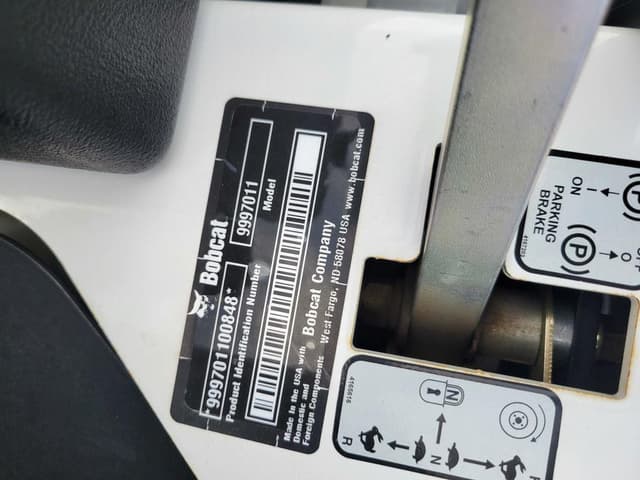 Bobcat
*999701100848*
9997011
Product Identification Number
Model
Made in the USA with
Domestic and
Foreign Components
Bobcat Company
West Fargo, ND 58078 USA www.bobcat.com
PARKING
BRAKE
ON
(P)
(P)
N
N
R